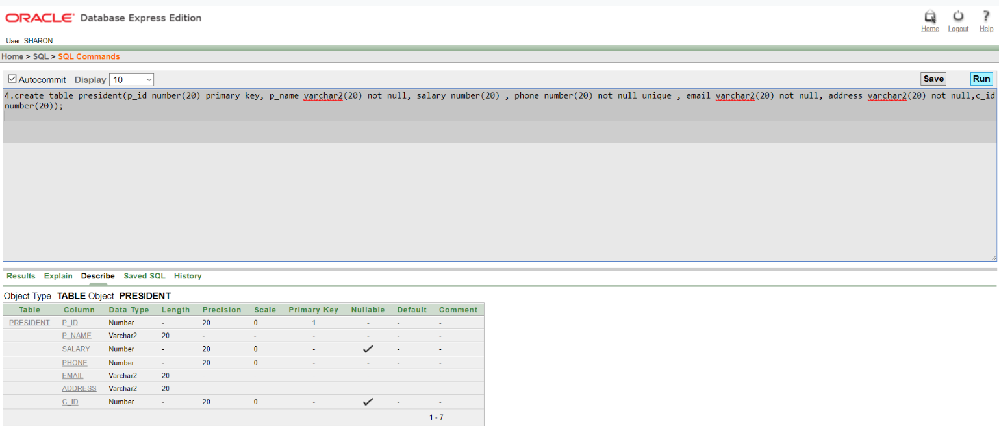 ORACLE Database Express Edition
Home Logout Help
User: SHARON
Home > SQL > SQL Commands
Autocommit Display 10 Save Run
4.create table president(p_id number(20) primary key, p_name varchar2(20) not null, salary number(20) , phone number(20) not null unique , email varchar2(20) not null, address varchar2(20) not null,c_id
number(20));
Results Explain Describe Saved SQL History
Object Type TABLE Object PRESIDENT
Table Column Data Type Length Precision Scale Primary Key Nullable Default Comment
PRESIDENT P_ID Number - 20 0 1 - - -
P_NAME Varchar2 20 - - - - - -
SALARY Number - 20 0 - ✓ - -
PHONE Number - 20 0 - - - -
EMAIL Varchar2 20 - - - - - -
ADDRESS Varchar2 20 - - - - - -
C_ID Number - 20 0 - ✓ - -
1 - 7